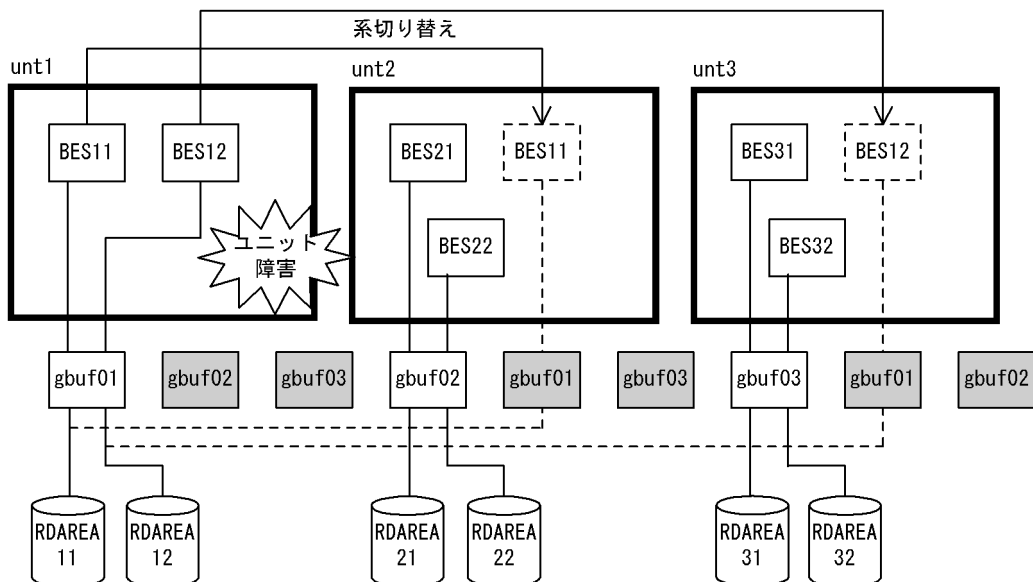 系切り替え
unt1
unt2
unt3
BES11
BES12
BES21
BES11
BES31
BES12
BES22
BES32
ユニット
障害
gbuf01
gbuf02
gbuf03
gbuf02
gbuf01
gbuf03
gbuf03
gbuf01
gbuf02
RDAREA
11
RDAREA
12
RDAREA
21
RDAREA
22
RDAREA
31
RDAREA
32